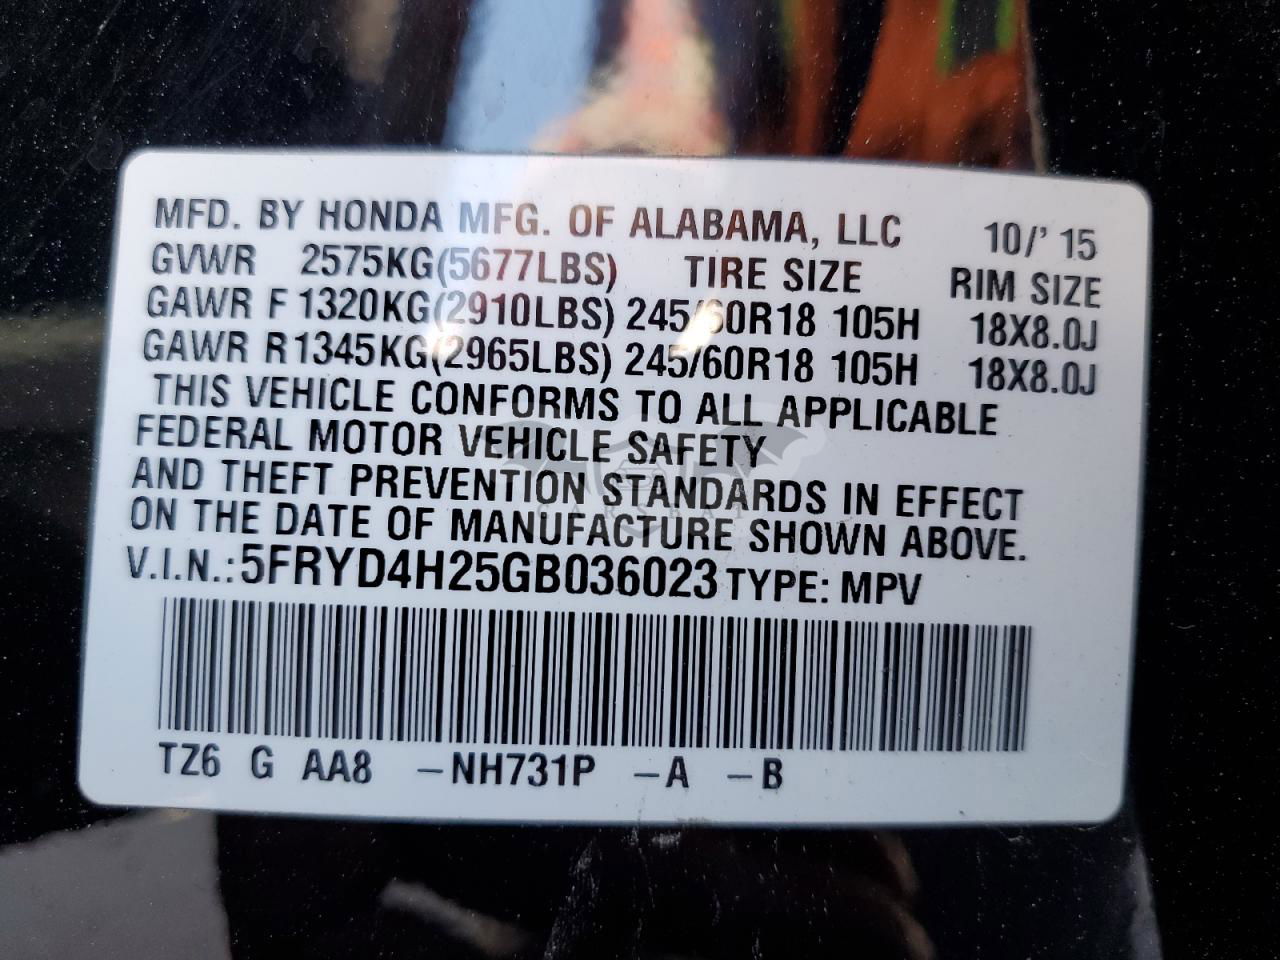 MFD. BY HONDA MFG. OF ALABAMA, LLC 10/' 15
GVWR 2575KG(5677LBS) TIRE SIZE RIM SIZE
GAWR F 1320KG(2910LBS) 245/60R18 105H 18X8.0J
GAWR R1345KG(2965LBS) 245/60R18 105H 18X8.0J
THIS VEHICLE CONFORMS TO ALL APPLICABLE
FEDERAL MOTOR VEHICLE SAFETY
AND THEFT PREVENTION STANDARDS IN EFFECT
ON THE DATE OF MANUFACTURE SHOWN ABOVE.
V.I.N.:5FRYD4H25GB036023 TYPE: MPV
TZ6 G AA8 –NH731P –A –B